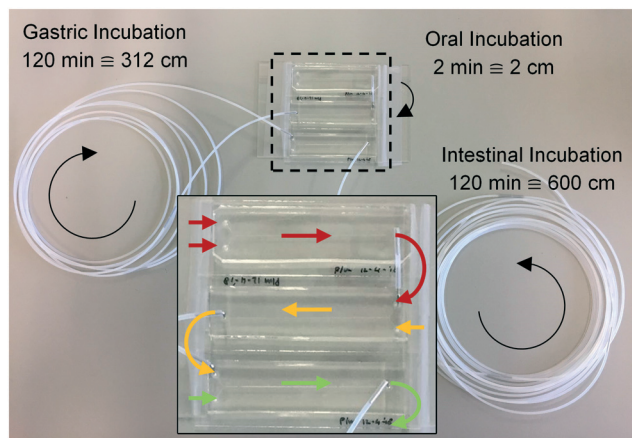 Gastric Incubation
120 min ≅ 312 cm
Oral Incubation
2 min ≅ 2 cm
Intestinal Incubation
120 min ≅ 600 cm